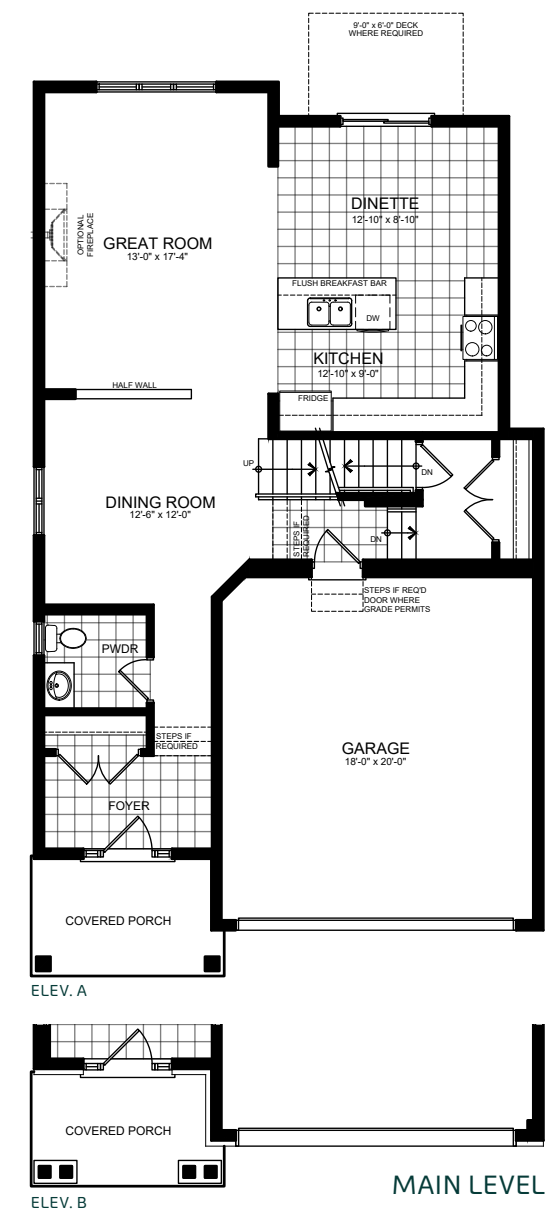 9'-0" x 6'-0" DECK
WHERE REQUIRED
DINETTE
12'-10" x 8'-10"
OPTIONAL
FIREPLACE
GREAT ROOM
13'-0" x 17'-4"
FLUSH BREAKFAST BAR
DW
KITCHEN
12'-10" x 9'-0"
HALF WALL
FRIDGE
UP
DN
DINING ROOM
12'-6" x 12'-0"
STEPS IF
REQUIRED
DN
STEPS IF REQ'D
DOOR WHERE
GRADE PERMITS
PWDR
STEPS IF
REQUIRED
GARAGE
18'-0" x 20'-0"
FOYER
COVERED PORCH
ELEV. A
COVERED PORCH
MAIN LEVEL
ELEV. B